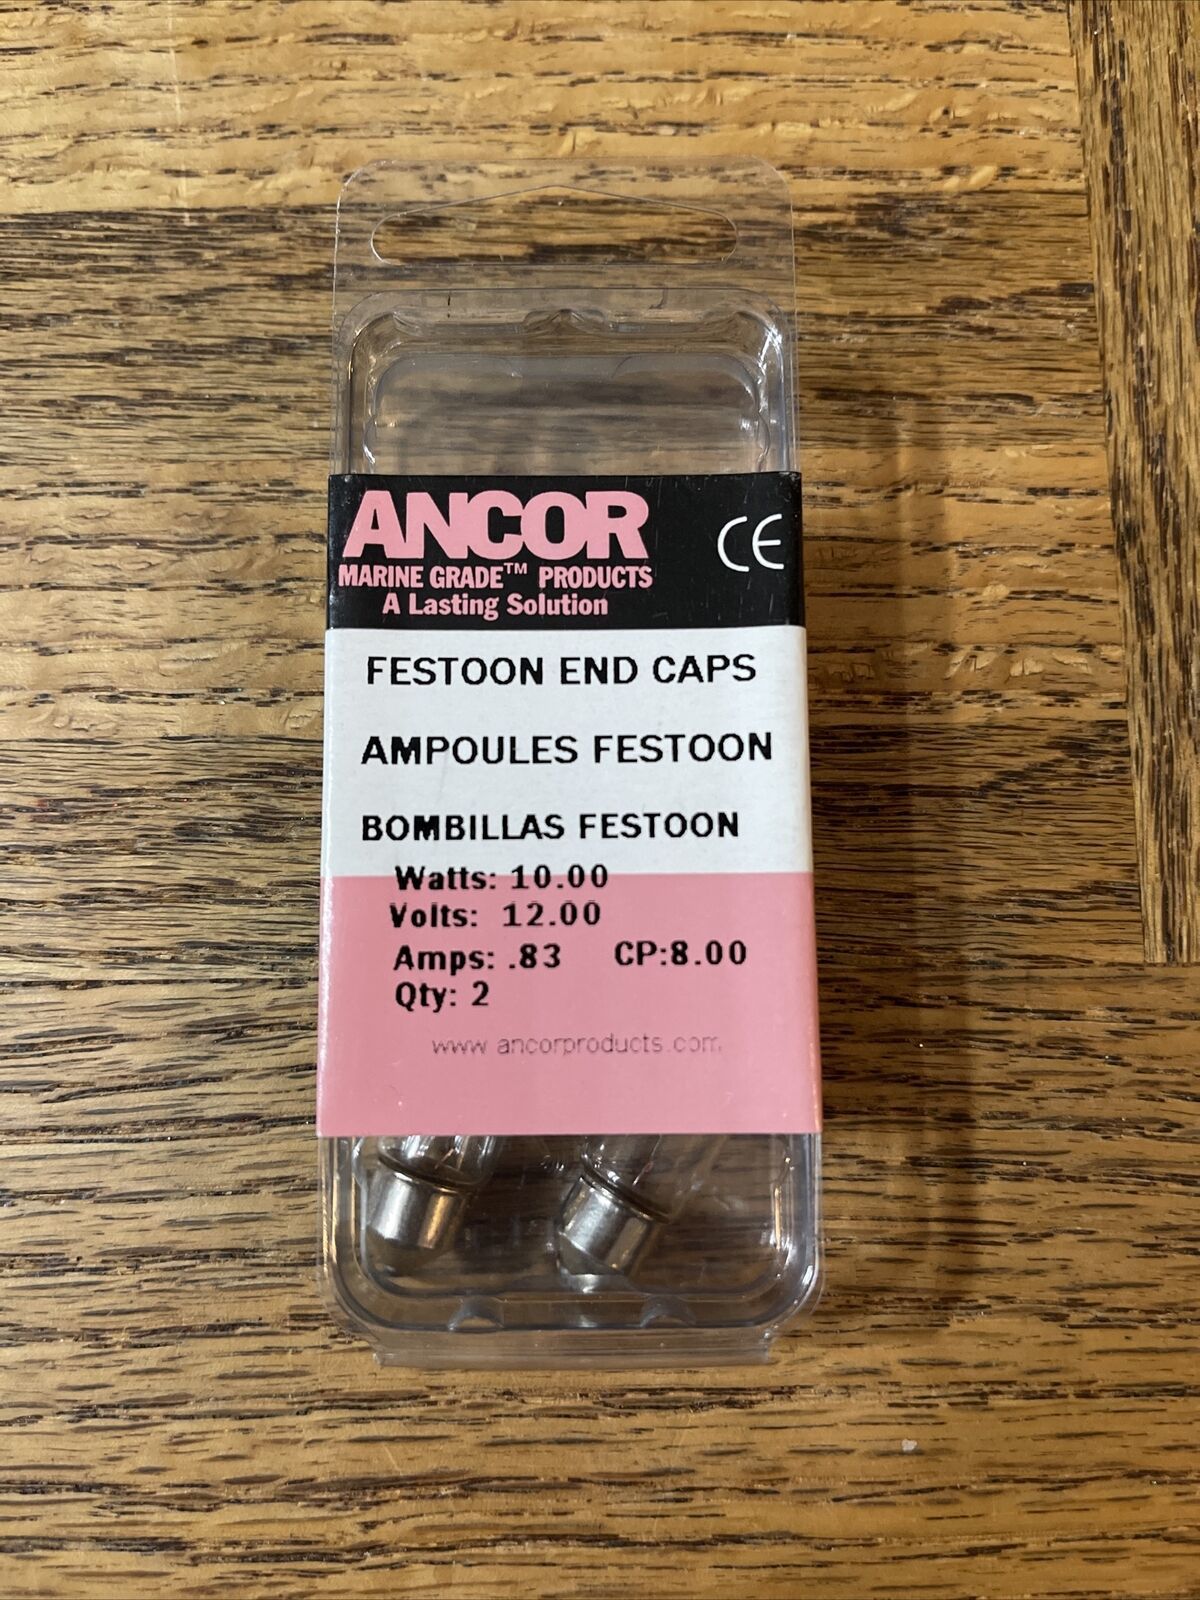 ANCOR
CE
MARINE GRADE™ PRODUCTS
A Lasting Solution
FESTOON END CAPS
AMPOULES FESTOON
BOMBILLAS FESTOON
Watts: 10.00
Volts: 12.00
Amps: .83 CP:8.00
Qty: 2
www.ancorproducts.com